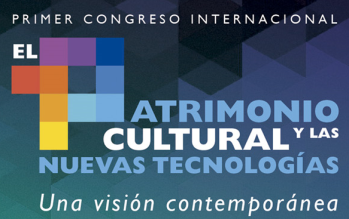 PRIMER CONGRESO INTERNACIONAL
EL
PATRIMONIO
CULTURAL Y LAS
NUEVAS TECNOLOGÍAS
Una visión contemporánea